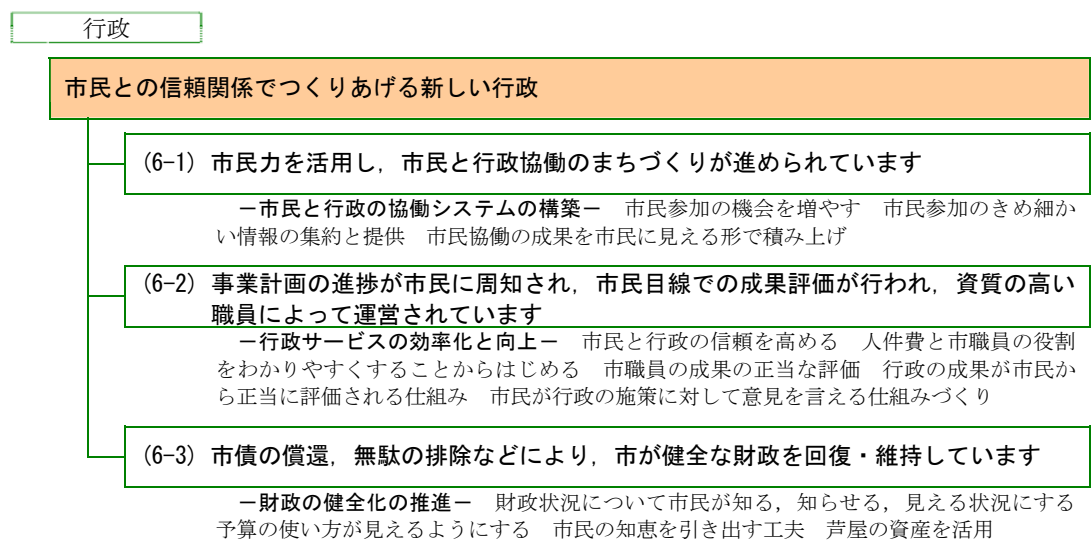 行政
市民との信頼関係でつくりあげる新しい行政
(6-1) 市民力を活用し，市民と行政協働のまちづくりが進められています
－市民と行政の協働システムの構築－　市民参加の機会を増やす　市民参加のきめ細か
い情報の集約と提供　市民協働の成果を市民に見える形で積み上げ
(6-2) 事業計画の進捗が市民に周知され，市民目線での成果評価が行われ，資質の高い
職員によって運営されています
－行政サービスの効率化と向上－　市民と行政の信頼を高める　人件費と市職員の役割
をわかりやすくすることからはじめる　市職員の成果の正当な評価　行政の成果が市民か
ら正当に評価される仕組み　市民が行政の施策に対して意見を言える仕組みづくり
(6-3) 市債の償還，無駄の排除などにより，市が健全な財政を回復・維持しています
－財政の健全化の推進－　財政状況について市民が知る，知らせる，見える状況にする
予算の使い方が見えるようにする　市民の知恵を引き出す工夫　芦屋の資産を活用